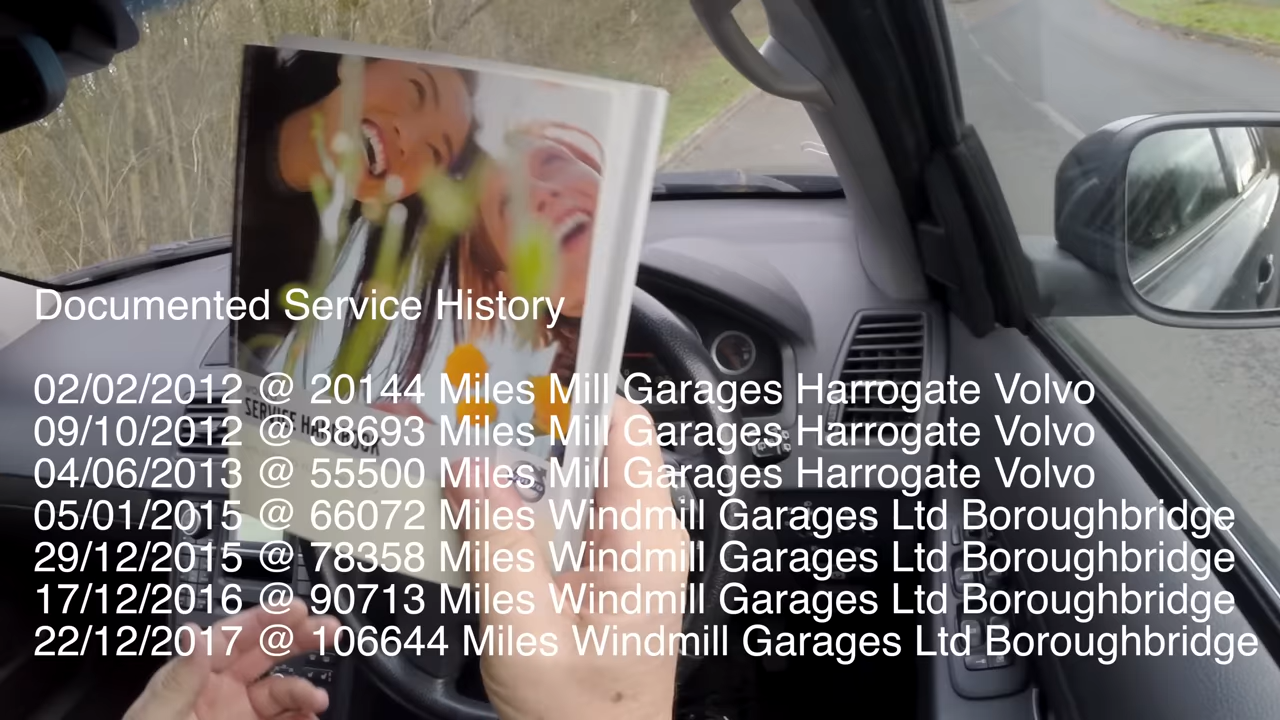 Documented Service History
02/02/2012 @ 20144 Miles Mill Garages Harrogate Volvo
09/10/2012 @ 38693 Miles Mill Garages Harrogate Volvo
04/06/2013 @ 55500 Miles Mill Garages Harrogate Volvo
SERVICE HANDBOOK
05/01/2015 @ 66072 Miles Windmill Garages Ltd Boroughbridge
29/12/2015 @ 78358 Miles Windmill Garages Ltd Boroughbridge
17/12/2016 @ 90713 Miles Windmill Garages Ltd Boroughbridge
22/12/2017 @ 106644 Miles Windmill Garages Ltd Boroughbridge